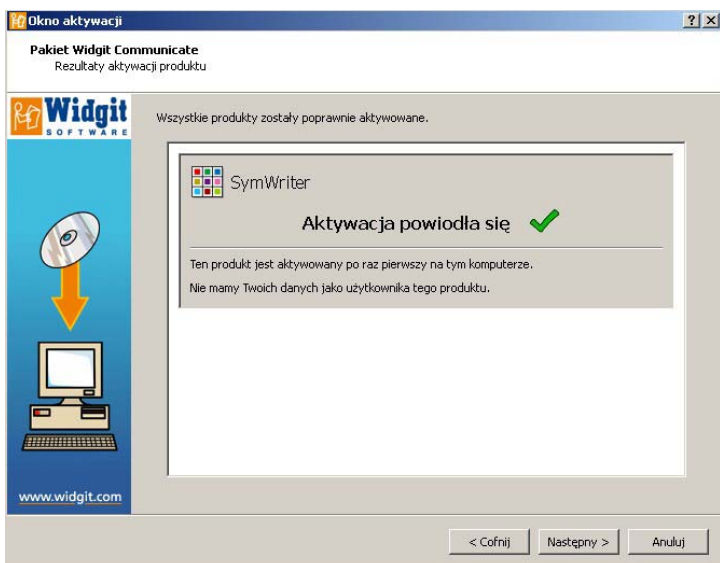 Okno aktywacji
Pakiet Widgit Communicate
Rezultaty aktywacji produktu
Widgit
SOFTWARE
Wszystkie produkty zostały poprawnie aktywowane.
SymWriter
Aktywacja powiodła się
Ten produkt jest aktywowany po raz pierwszy na tym komputerze.
Nie mamy Twoich danych jako użytkownika tego produktu.
www.widgit.com
< Cofnij Następny > Anuluj